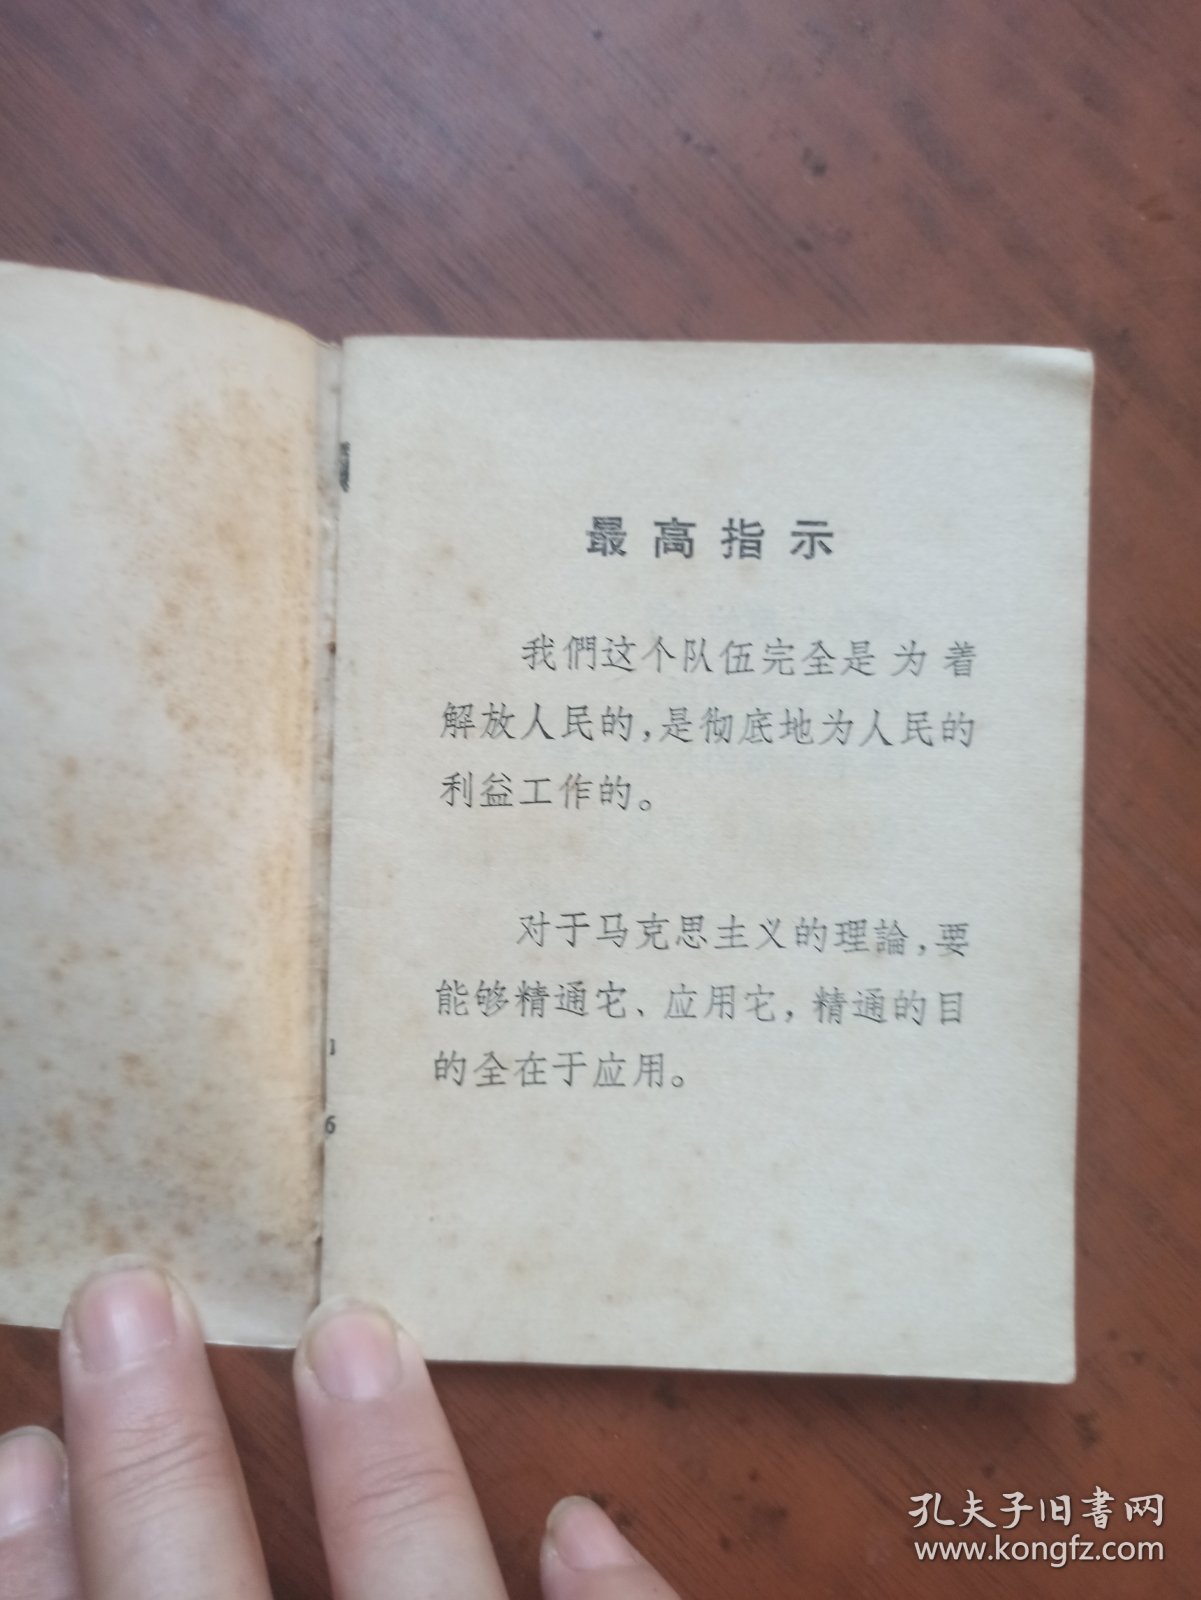 最高指示
我們这个队伍完全是为着
解放人民的，是彻底地为人民的
利益工作的。
对于马克思主义的理論，要
能够精通它、应用它，精通的目
的全在于应用。
1
6
孔夫子旧書网
www.kongfz.com